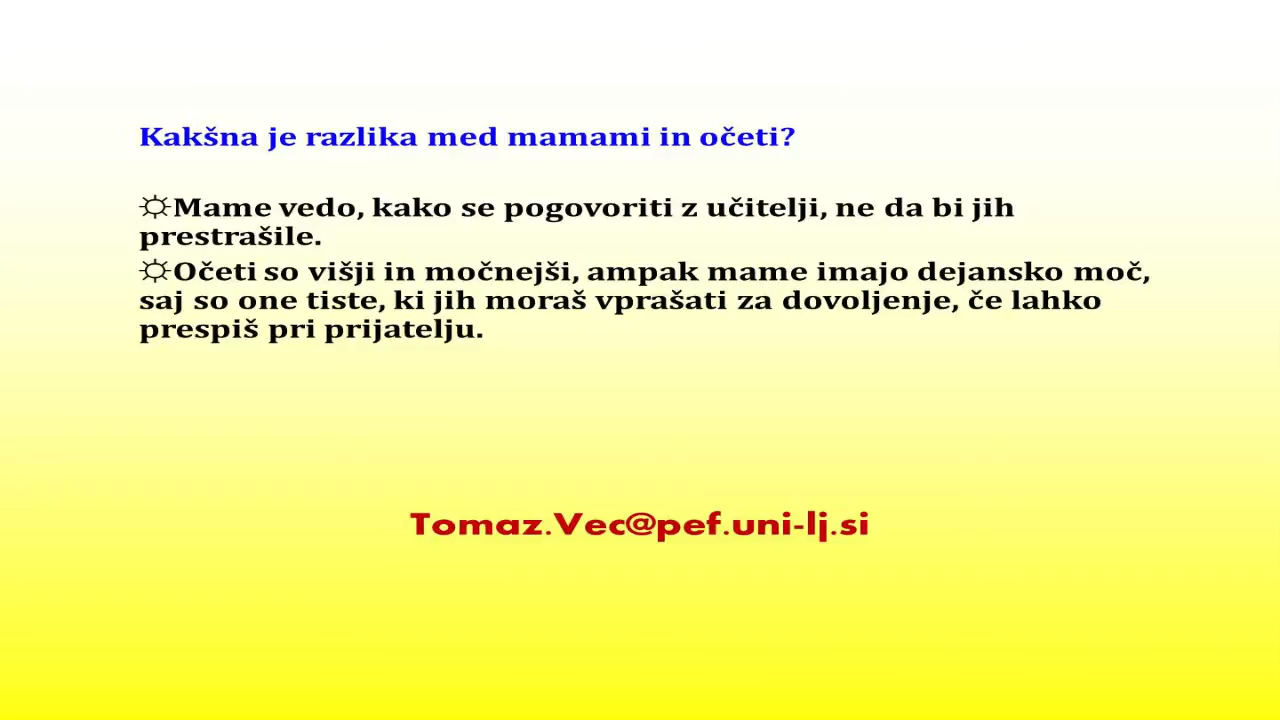 Kakšna je razlika med mamami in očeti?
☼Mame vedo, kako se pogovoriti z učitelji, ne da bi jih
prestrašile.
☼Očeti so višji in močnejši, ampak mame imajo dejansko moč,
saj so one tiste, ki jih moraš vprašati za dovoljenje, če lahko
prespiš pri prijatelju.
Tomaz.Vec@pef.uni-lj.si